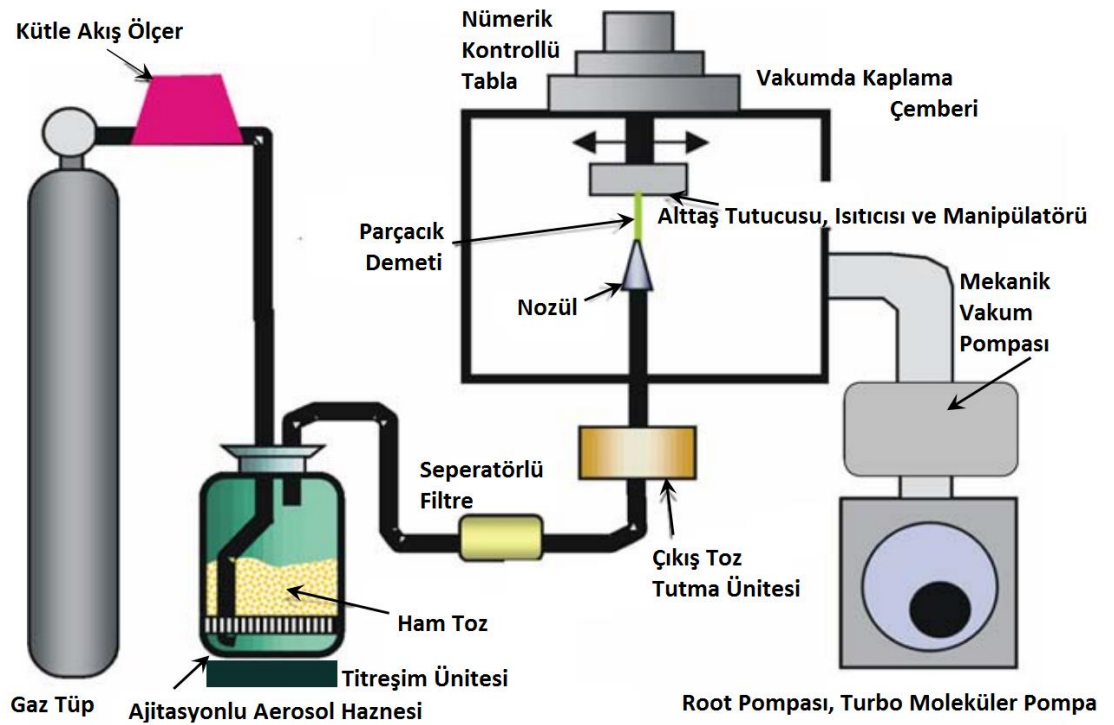 Kütle Akış Ölçer
Nümerik
Kontrollü
Tabla
Vakumda Kaplama
Çemberi
Alttaş Tutucusu, Isıtıcısı ve Manipülatörü
Parçacık
Demeti
Nozül
Mekanik
Vakum
Pompası
Seperatörlü
Filtre
Çıkış Toz
Tutma Ünitesi
Ham Toz
Titreşim Ünitesi
Gaz Tüp
Ajitasyonlu Aerosol Haznesi
Root Pompası, Turbo Moleküler Pompa